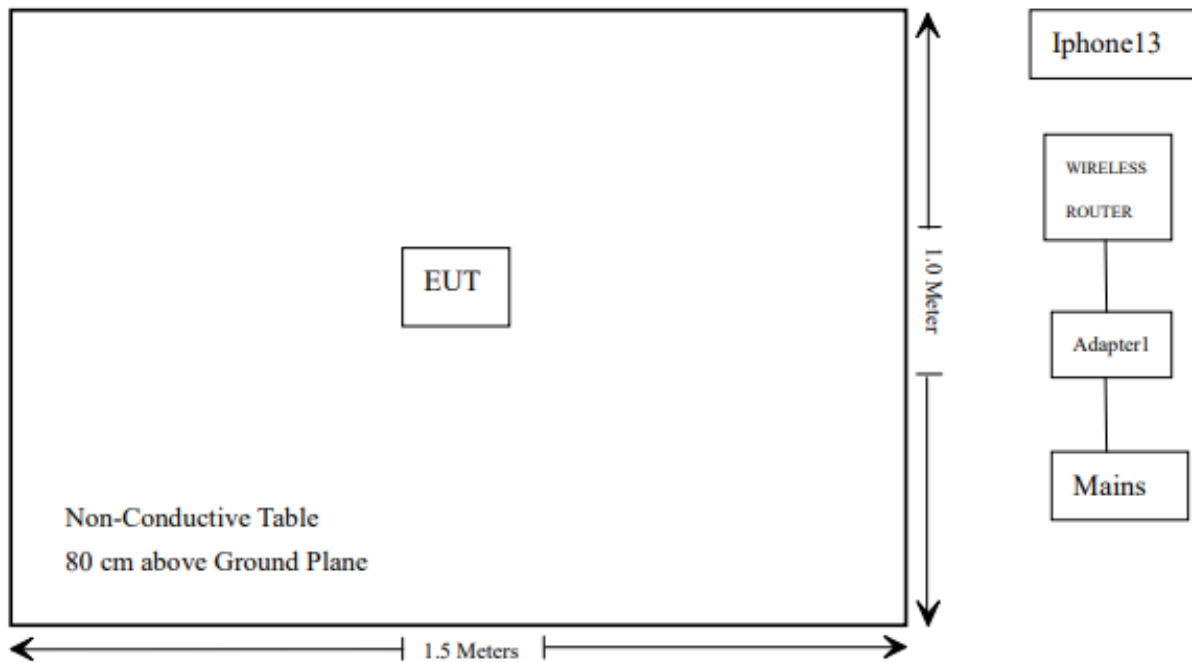 Iphone13
WIRELESS
ROUTER
EUT
1.0 Meter
Adapter1
Mains
Non-Conductive Table
80 cm above Ground Plane
1.5 Meters